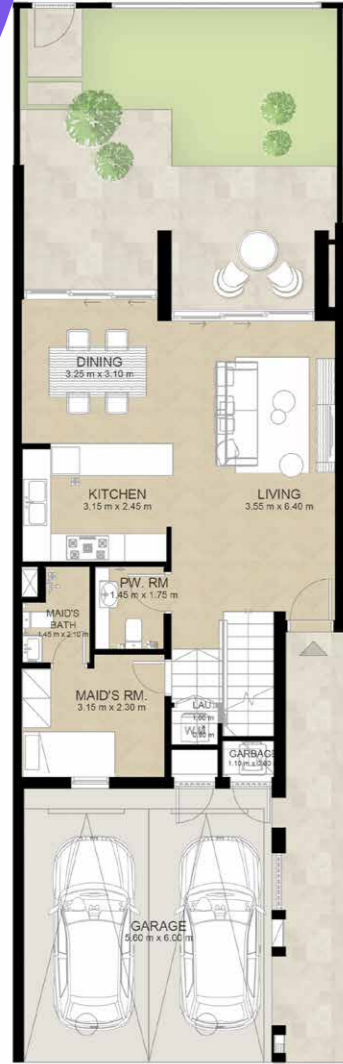 DINING
3.25 m x 3.10 m
KITCHEN
3.15 m x 2.45 m
LIVING
3.55 m x 6.40 m
PW. RM
1.45 m x 1.75 m
MAID'S
BATH
1.45 m x 2.10 m
MAID'S RM.
3.15 m x 2.30 m
LAU.
W.M
GARBAGE
GARAGE
5.60 m x 6.00 m